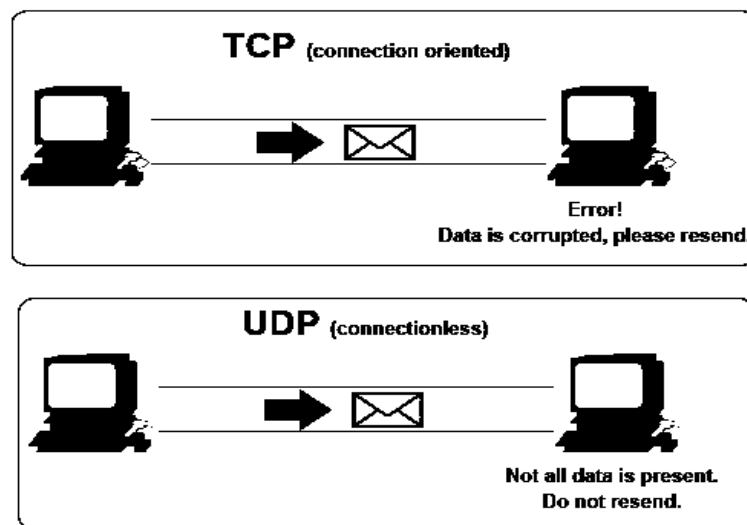 TCP (connection oriented)
Error!
Data is corrupted, please resend.
UDP (connectionless)
Not all data is present.
Do not resend.